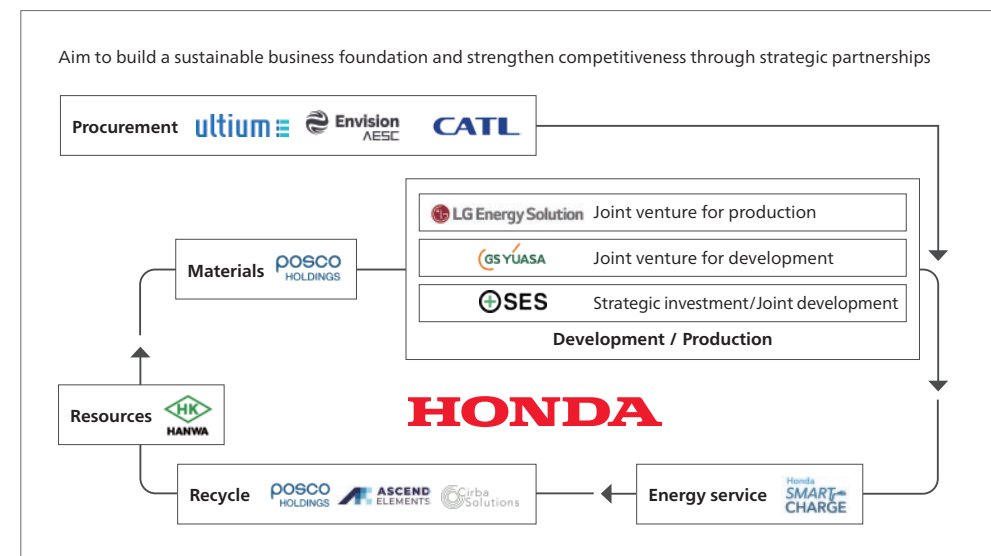 Aim to build a sustainable business foundation and strengthen competitiveness through strategic partnerships
Procurement ultium Envision AESC CATL
LG Energy Solution Joint venture for production
GS YUASA Joint venture for development
SES Strategic investment/Joint development
Development / Production
Materials posco HOLDINGS
Resources HK HANWA
HONDA
Recycle posco HOLDINGS ASCEND ELEMENTS Cirba Solutions
Energy service Honda SMART CHARGE